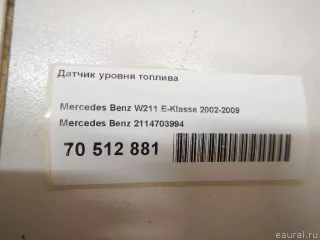 Датчик уровня топлива
Mercedes Benz W211 E-Klasse 2002-2009
Mercedes Benz 2114703994
70 512 881
eaural.ru